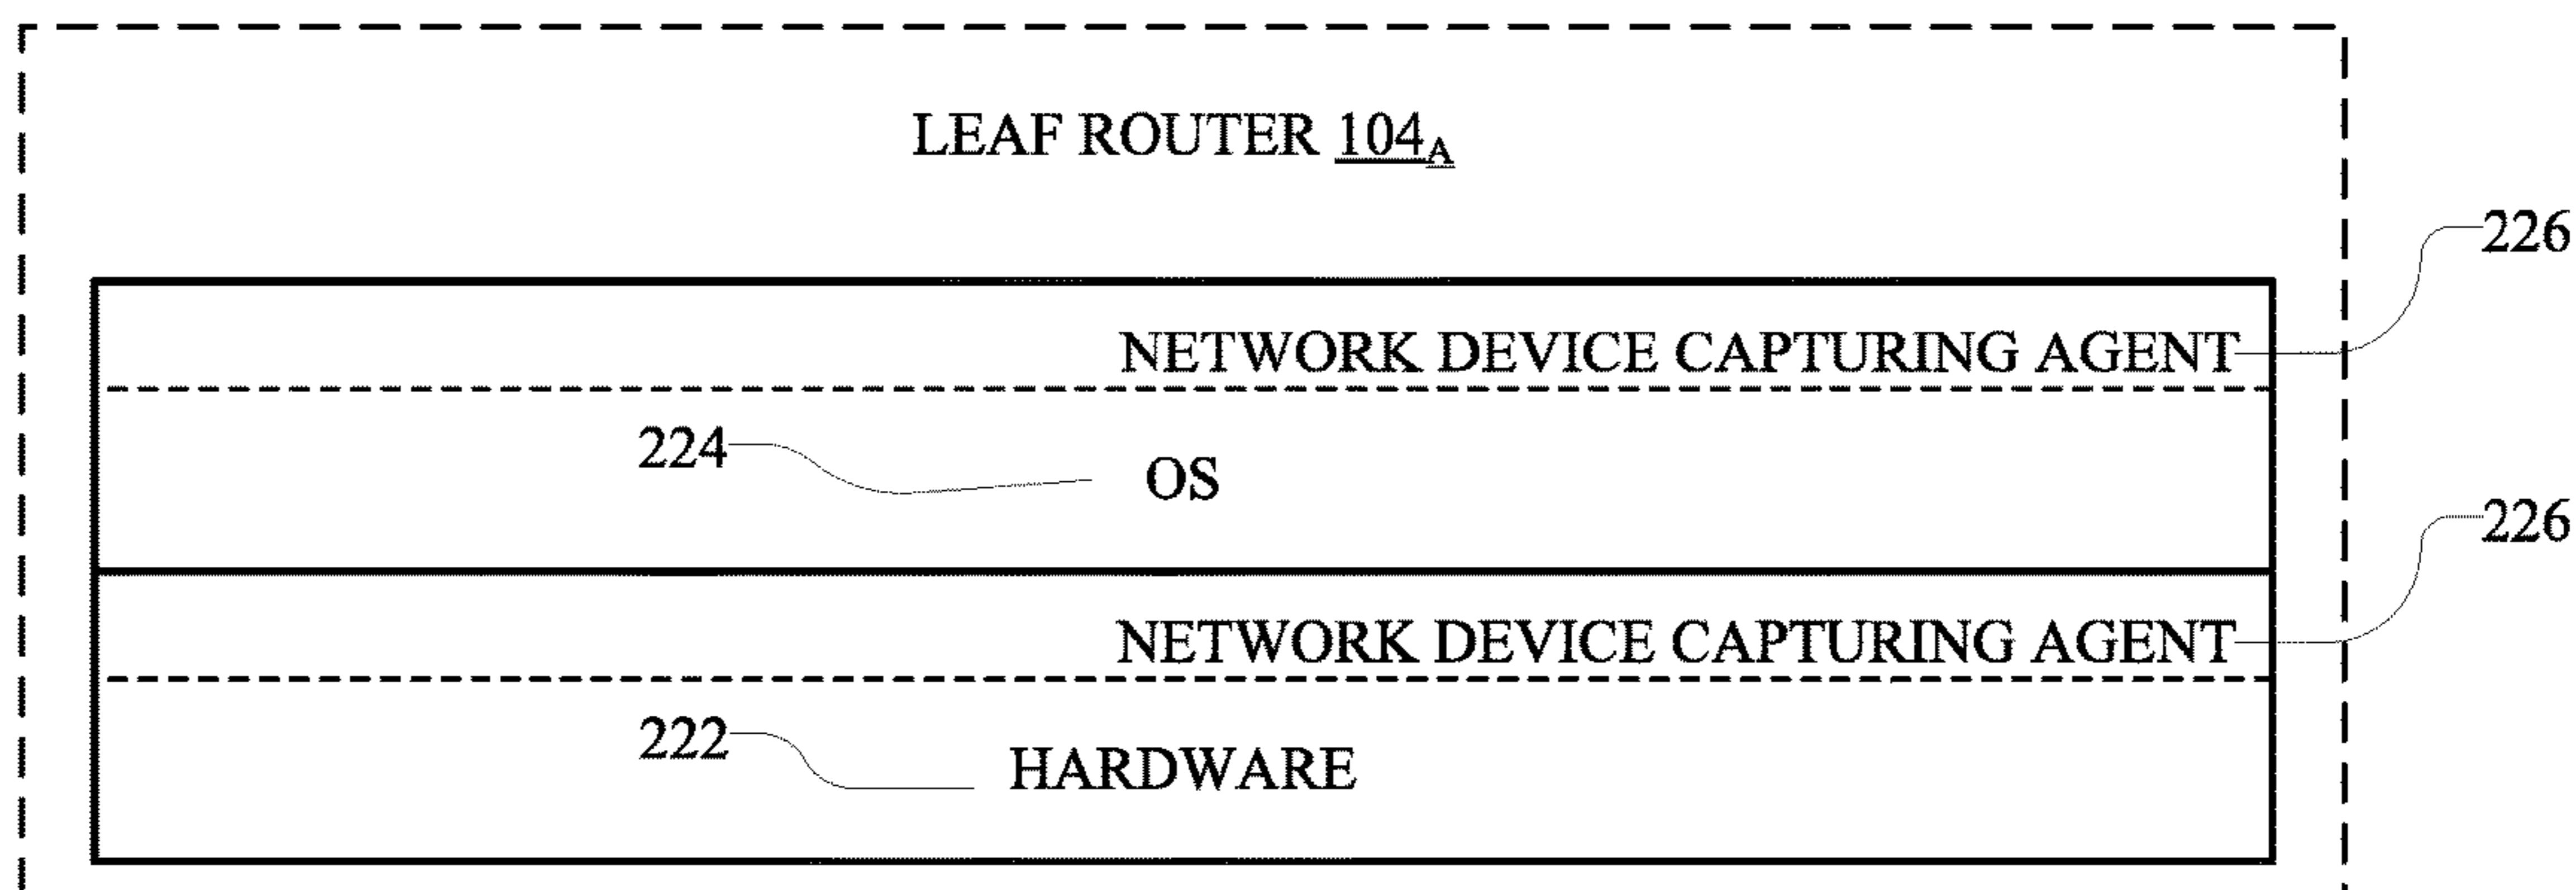 LEAF ROUTER 104A
226
NETWORK DEVICE CAPTURING AGENT
224
OS
226
NETWORK DEVICE CAPTURING AGENT
222
HARDWARE